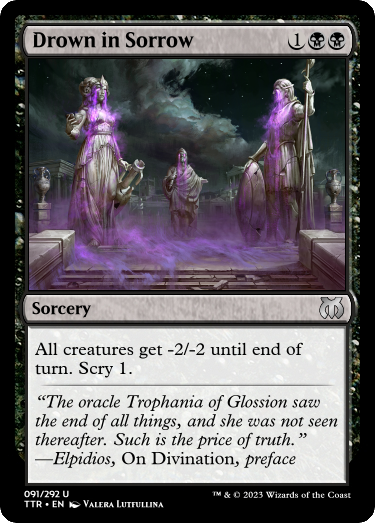 Drown in Sorrow 1
Sorcery
All creatures get -2/-2 until end of
turn. Scry 1.
“The oracle Trophania of Glossion saw
the end of all things, and she was not seen
thereafter. Such is the price of truth.”
—Elpidios, On Divination, preface
091/292 U
TTR • EN VALERA LUTFULLINA
™ & © 2023 Wizards of the Coast